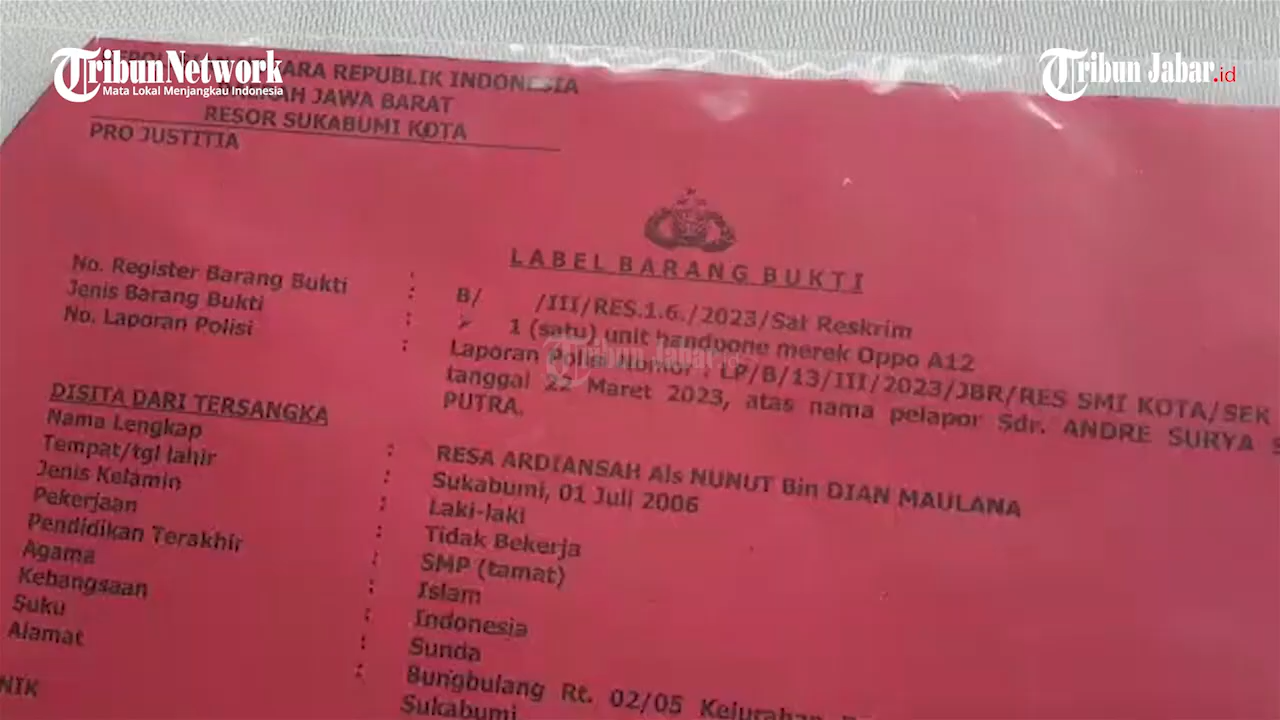 TribunNetwork
Mata Lokal Menjangkau Indonesia
Tribun Jabar.id
ARA REPUBLIK INDONESIA
JAWA BARAT
RESOR SUKABUMI KOTA
PRO JUSTITIA
LABEL BARANG BUKTI
No. Register Barang Bukti : B/ /III/RES.1.6./2023/Sat Reskrim
Jenis Barang Bukti : 1 (satu) unit handpone merek Oppo A12
No. Laporan Polisi : Laporan Polisi Nomor : LP/B/13/III/2023/JBR/RES SMI KOTA/SEK
tanggal 22 Maret 2023, atas nama pelapor Sdr. ANDRE SURYA S
PUTRA.
Tribun Jabar.id
DISITA DARI TERSANGKA
Nama Lengkap : RESA ARDIANSAH Als NUNUT Bin DIAN MAULANA
Tempat/tgl lahir : Sukabumi, 01 Juli 2006
Jenis Kelamin : Laki-laki
Pekerjaan : Tidak Bekerja
Pendidikan Terakhir : SMP (tamat)
Agama : Islam
Kebangsaan : Indonesia
Suku : Sunda
Alamat : Bungbulang Rt. 02/05 Kelurahan
Sukabumi
NIK